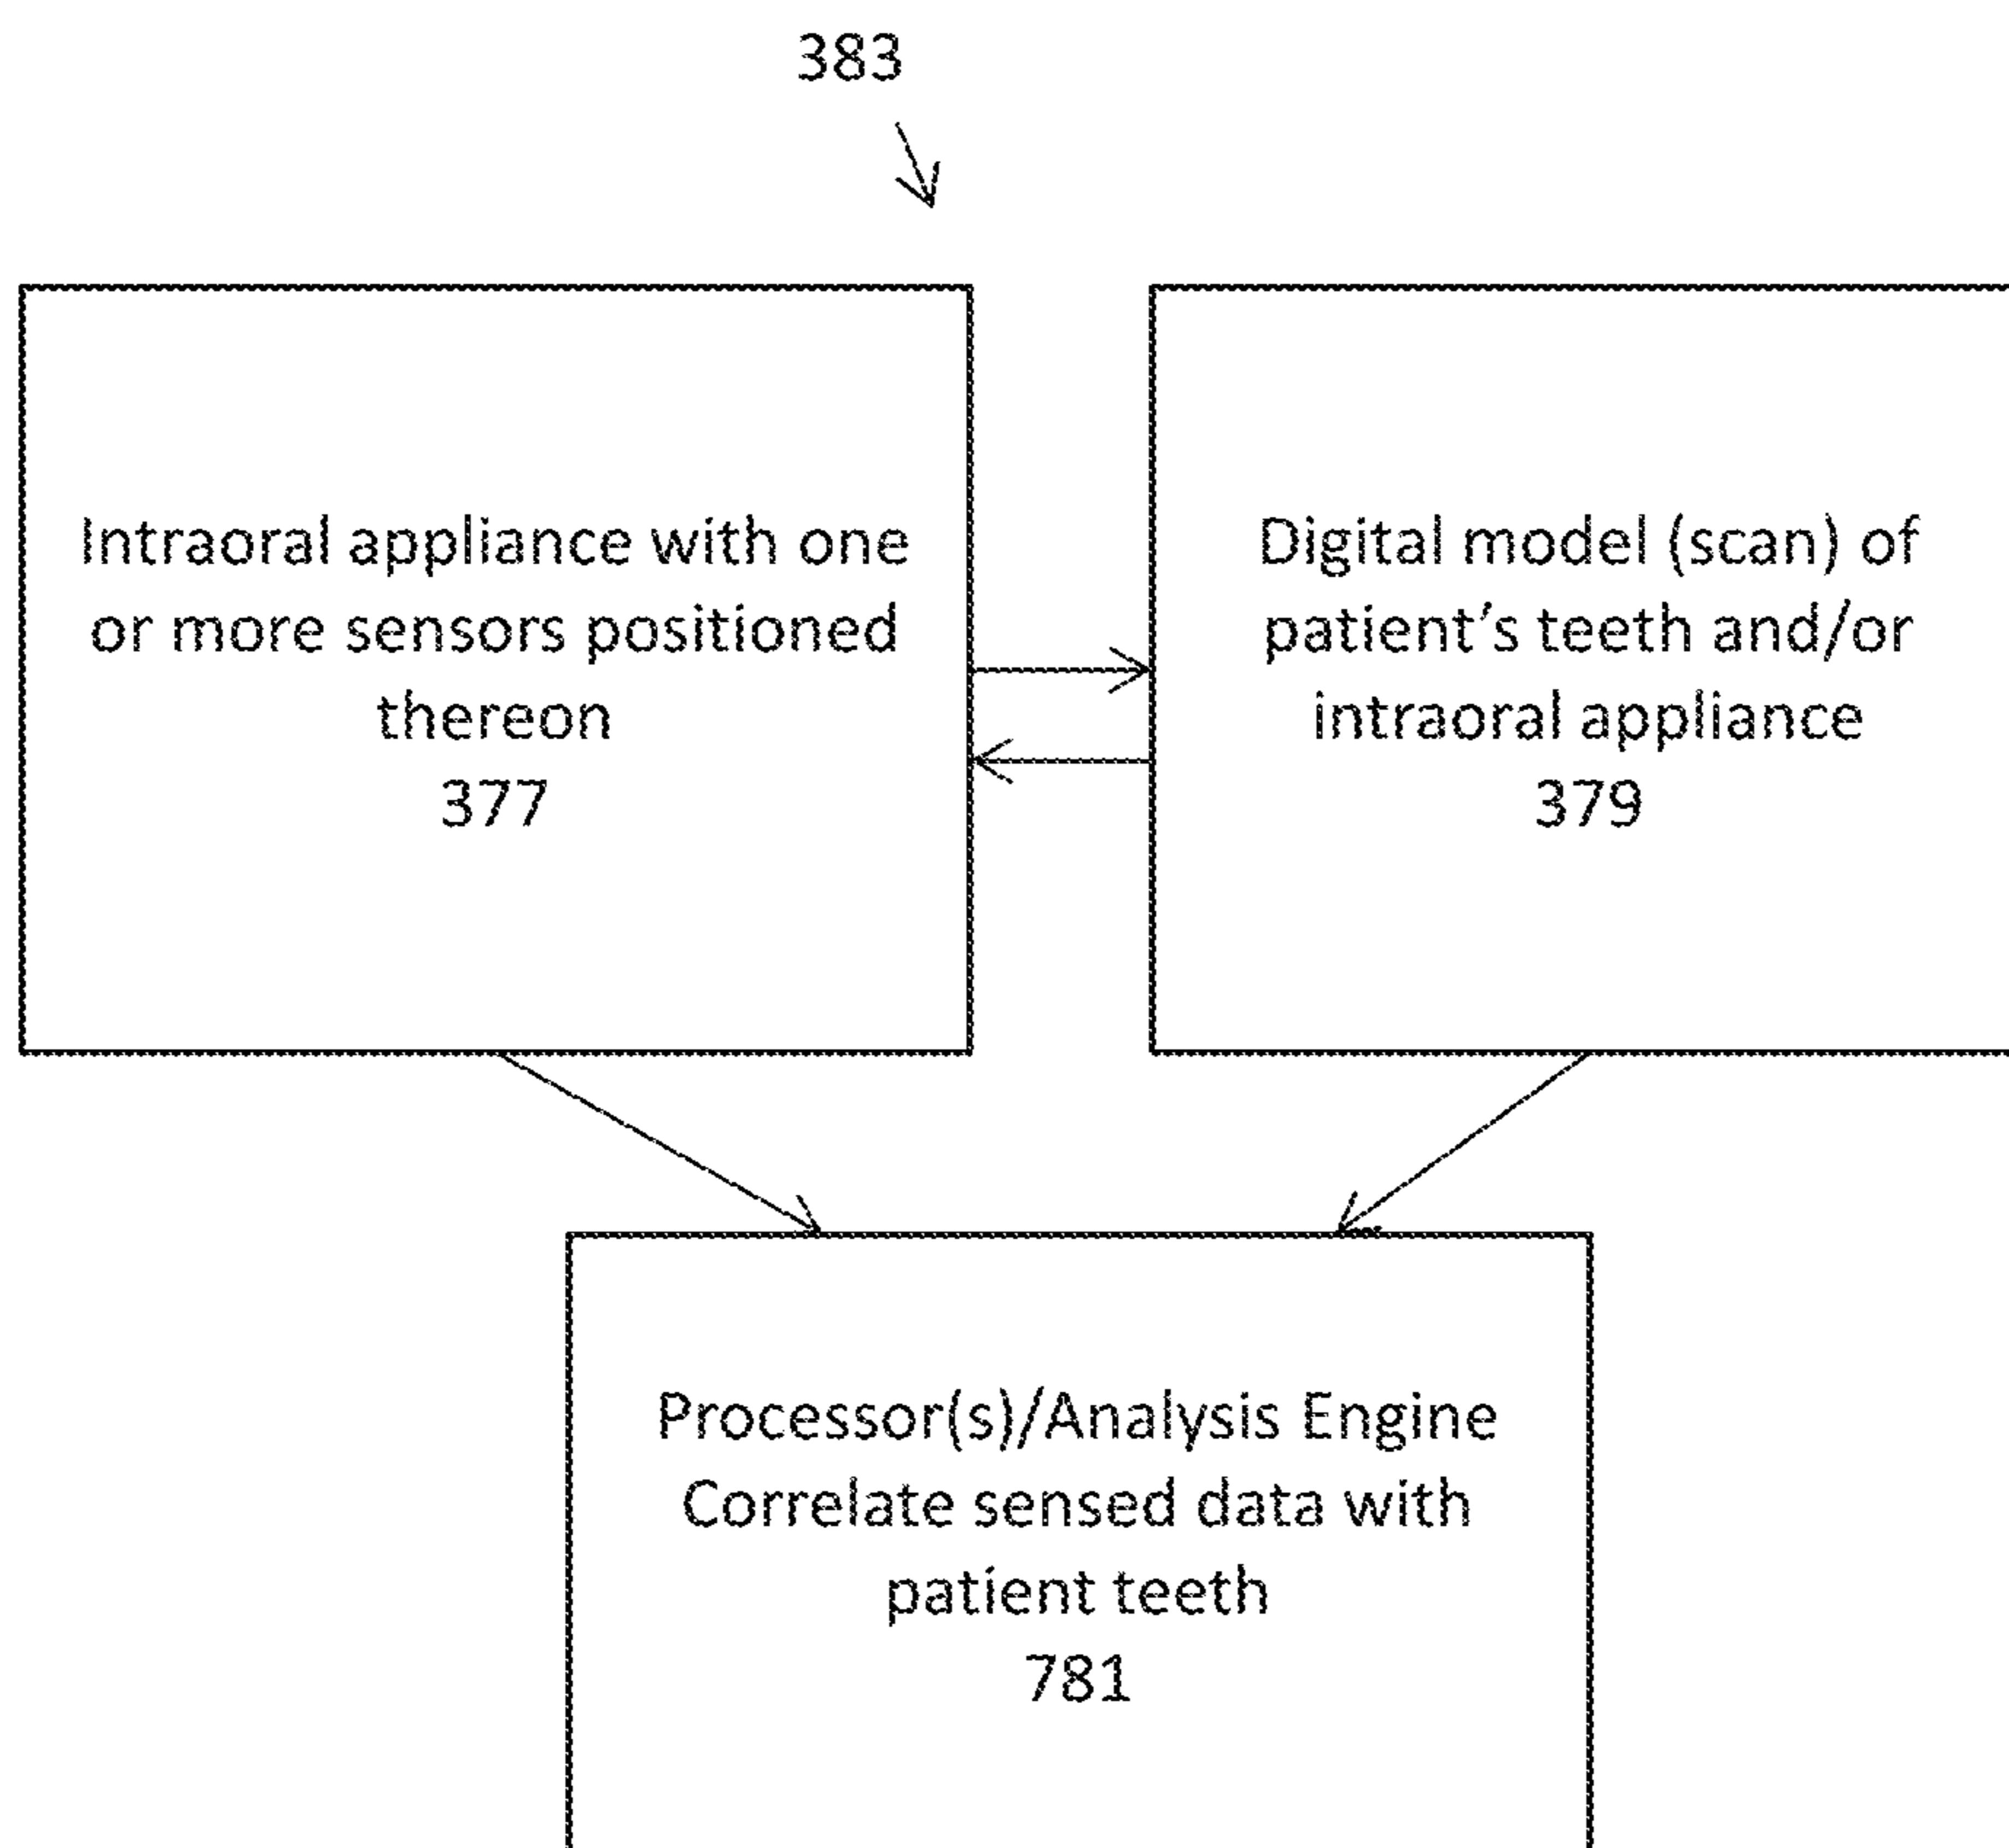 383
Intraoral appliance with one
or more sensors positioned
thereon
377
Digital model (scan) of
patient's teeth and/or
intraoral appliance
379
Processor(s)/Analysis Engine
Correlate sensed data with
patient teeth
781